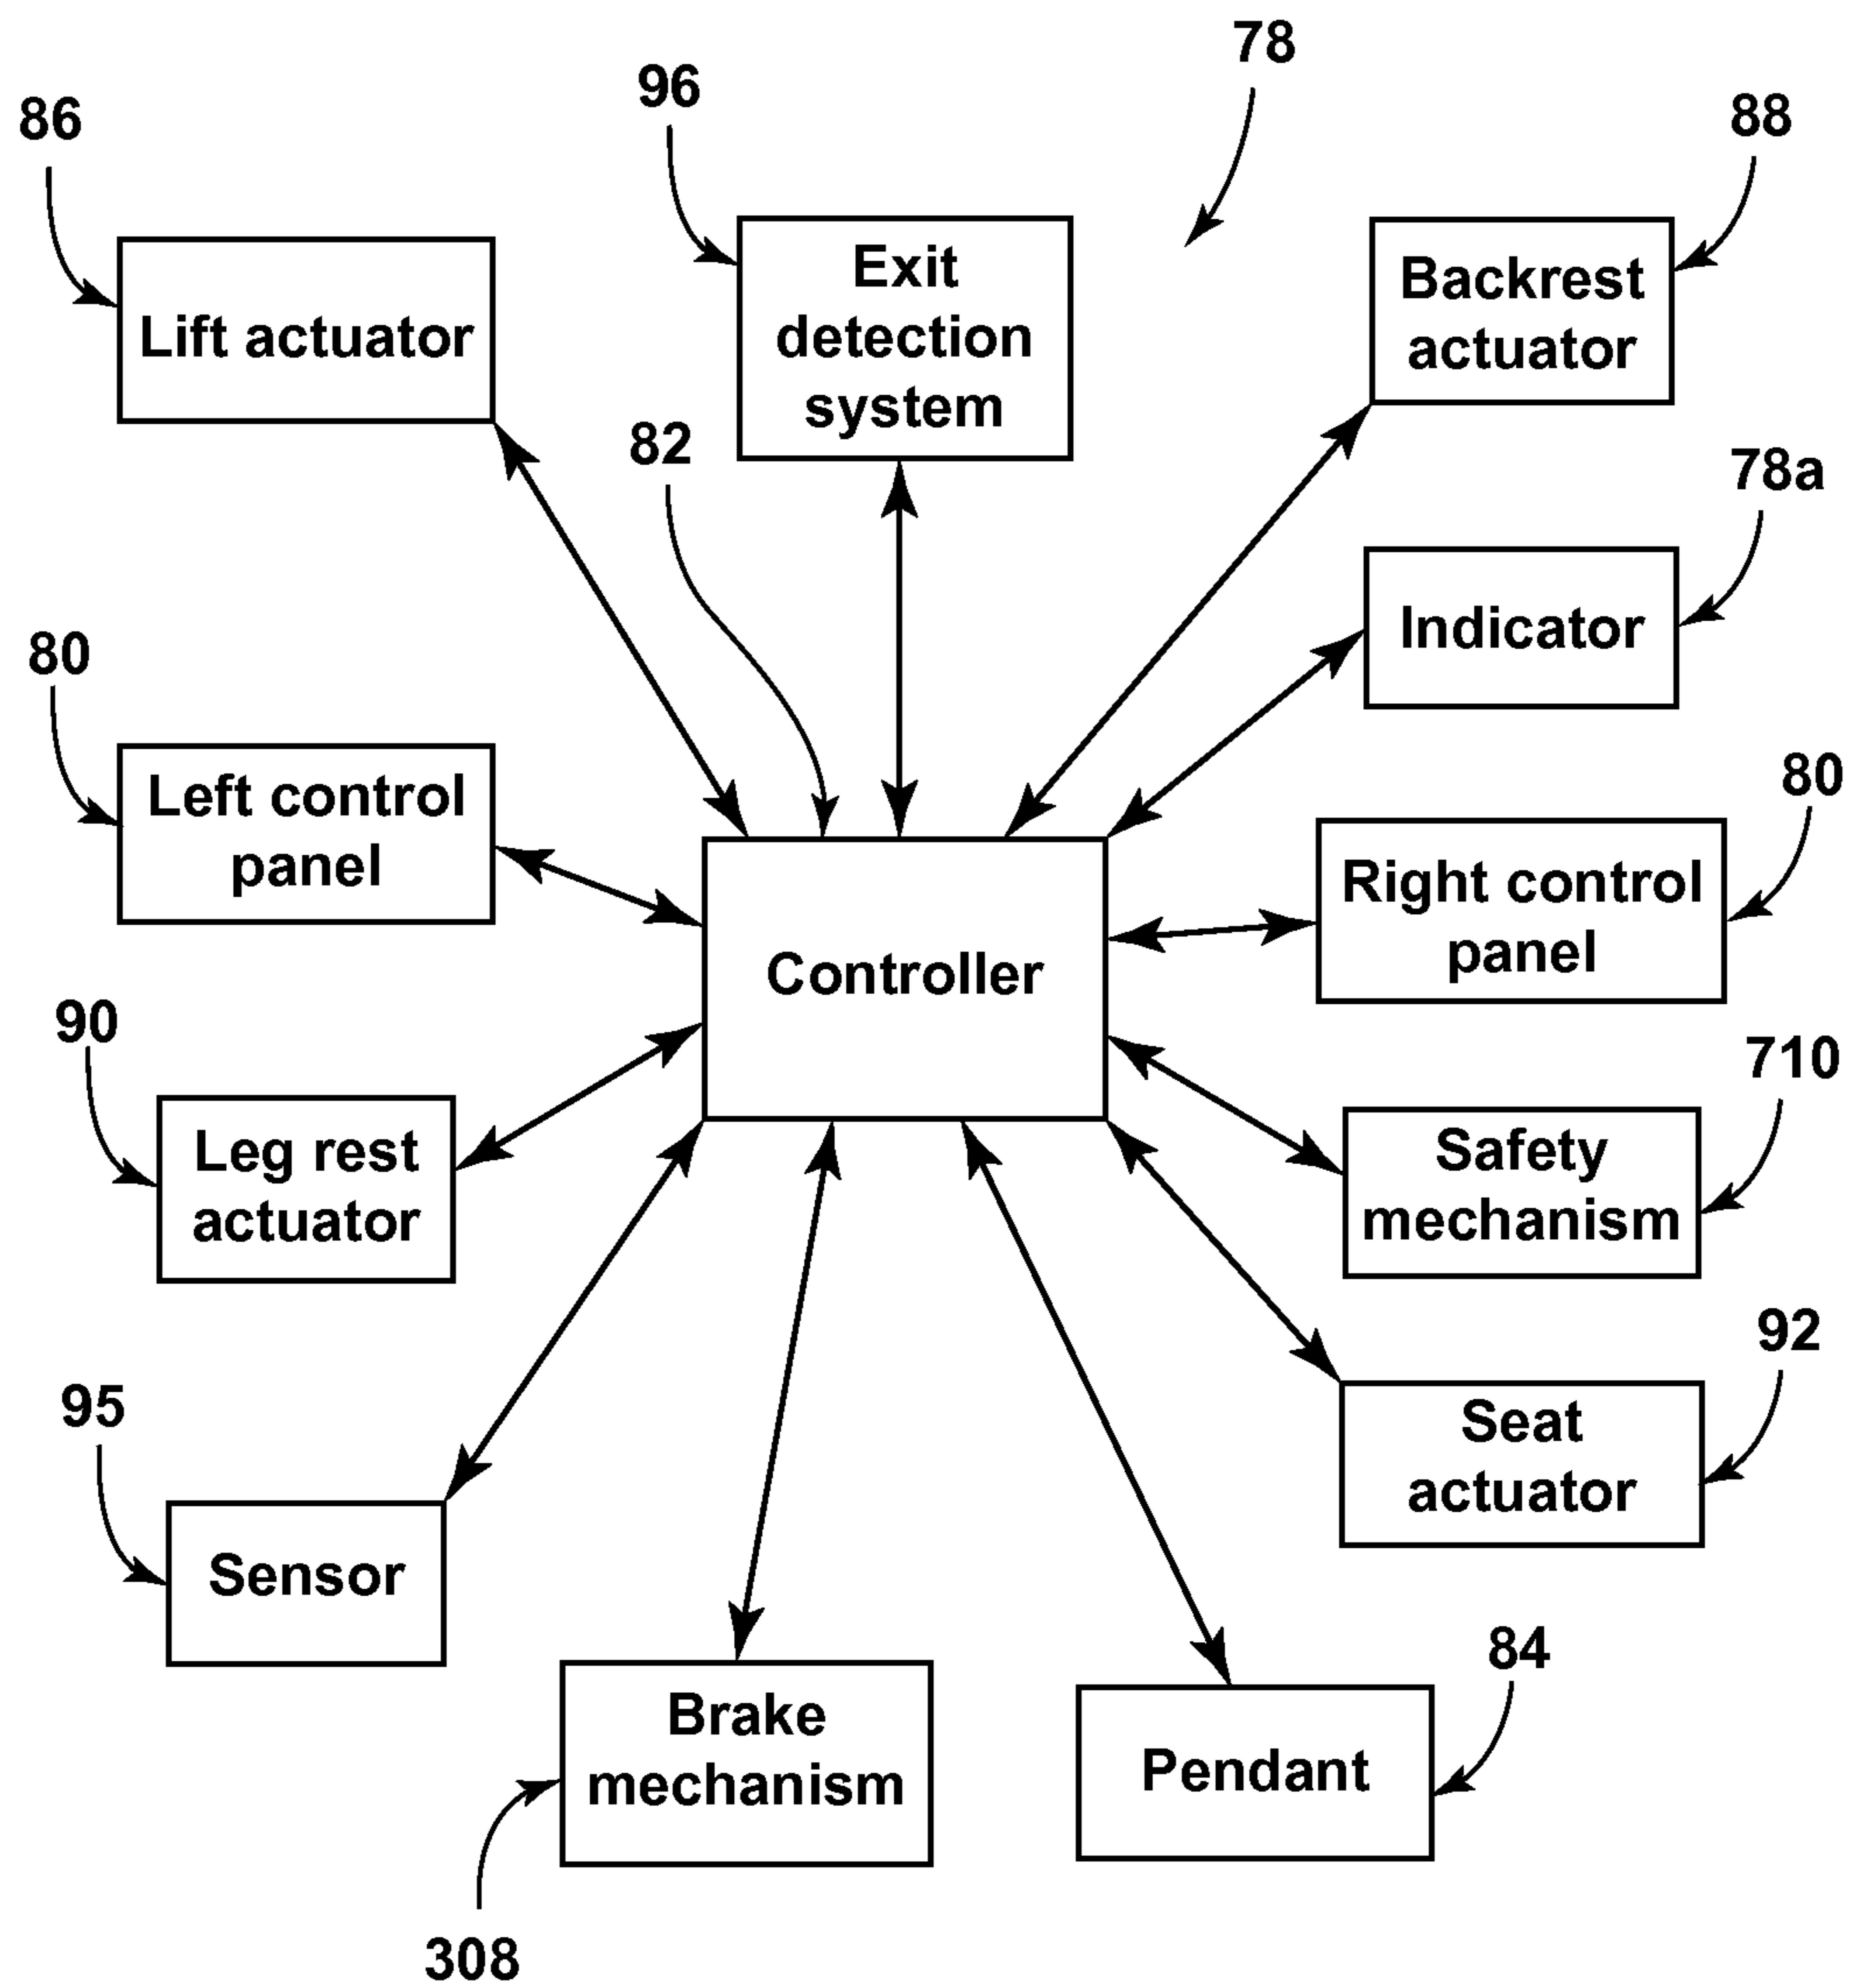 78
96
86
88
Exit
detection
system
Backrest
actuator
Lift actuator
82
78a
Indicator
80
Left control
panel
80
Right control
panel
Controller
90
Leg rest
actuator
710
Safety
mechanism
92
Seat
actuator
95
Sensor
84
Brake
mechanism
Pendant
308